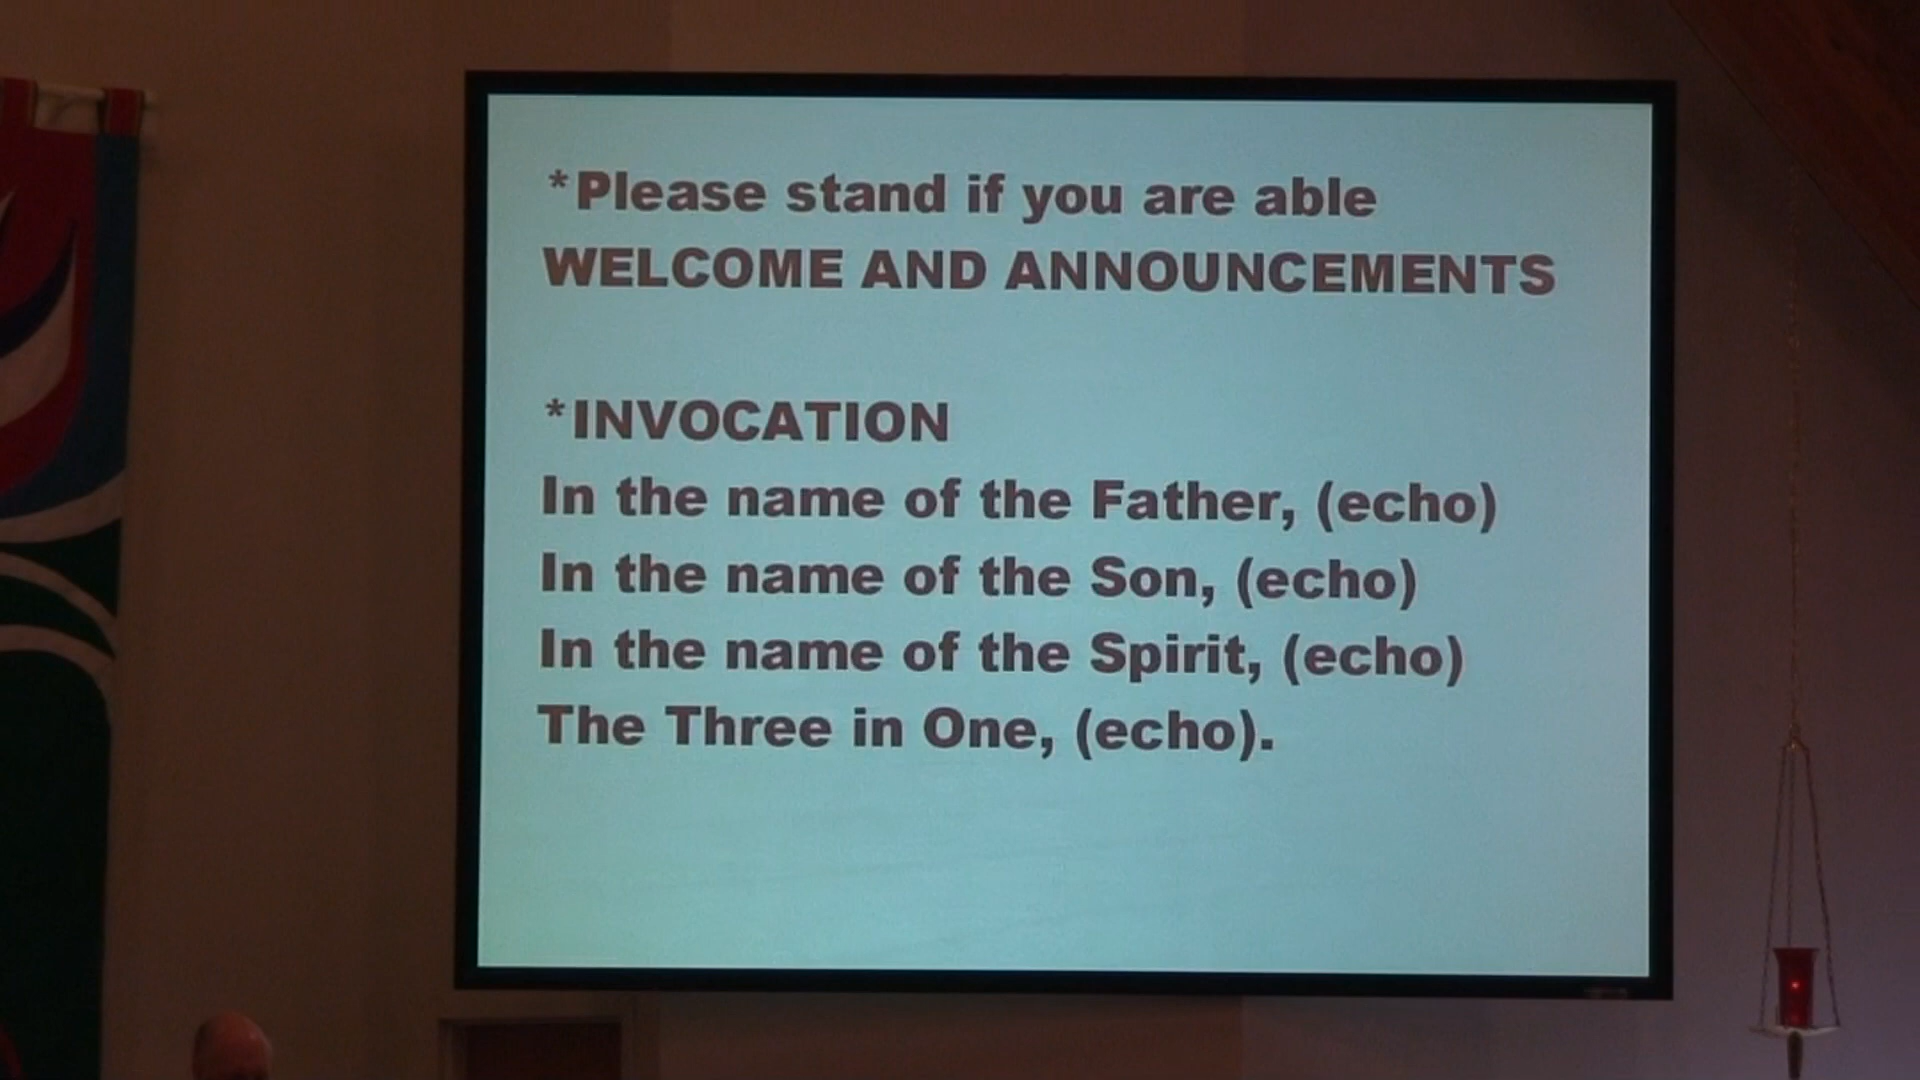 *Please stand if you are able
WELCOME AND ANNOUNCEMENTS
*INVOCATION
In the name of the Father, (echo)
In the name of the Son, (echo)
In the name of the Spirit, (echo)
The Three in One, (echo).